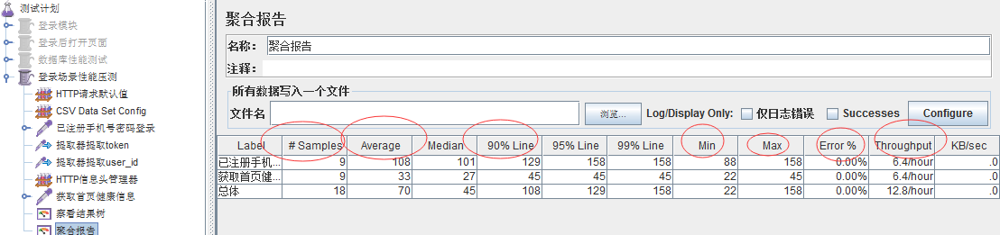 测试计划
登录模块
登录后打开页面
数据库性能测试
登录场景性能压测
HTTP请求默认值
CSV Data Set Config
已注册手机号密码登录
提取器提取token
提取器提取user_id
HTTP信息头管理器
获取首页健康信息
察看结果树
聚合报告
聚合报告
名称: 聚合报告
注释:
所有数据写入一个文件
文件名 浏览... Log/Display Only: 仅日志错误 Successes Configure
Label # Samples Average Median 90% Line 95% Line 99% Line Min Max Error % Throughput KB/sec
已注册手机... 9 108 101 129 158 158 88 158 0.00% 6.4/hour .0
获取首页健... 9 33 27 45 45 45 22 45 0.00% 6.4/hour .0
总体 18 70 45 108 129 158 22 158 0.00% 12.8/hour .0